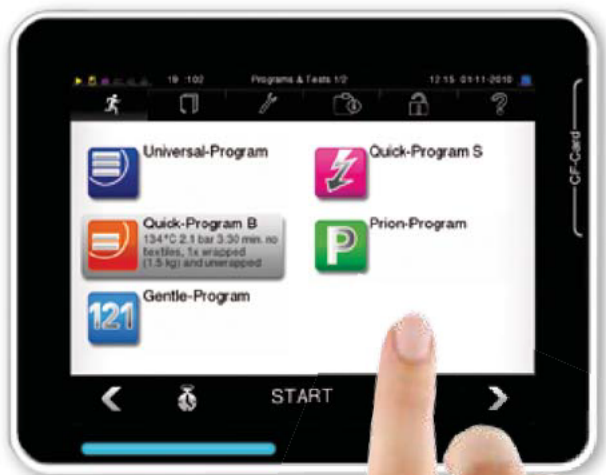 19 :102 Programs & Tests 1/2 12:15 01-11-2010
?
Universal-Program
Quick-Program S
Quick-Program B
134°C 2.1 bar 3:30 min. no
textiles, 1x wrapped
(1.5 kg) and unwrapped
Prion-Program
P
Gentle-Program
121
START
CF-Card